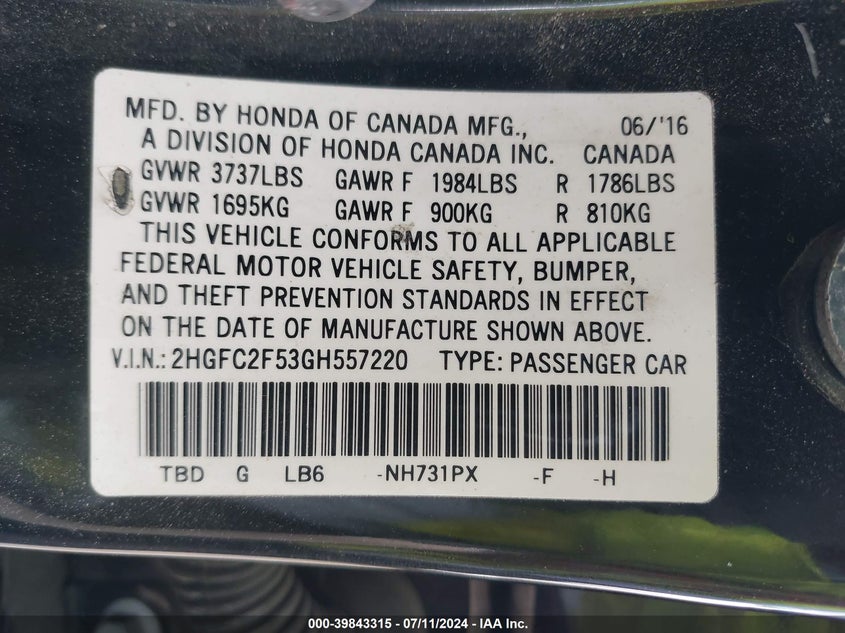 MFD. BY HONDA OF CANADA MFG., 06/'16
A DIVISION OF HONDA CANADA INC. CANADA
GVWR 3737LBS GAWR F 1984LBS R 1786LBS
GVWR 1695KG GAWR F 900KG R 810KG
THIS VEHICLE CONFORMS TO ALL APPLICABLE
FEDERAL MOTOR VEHICLE SAFETY, BUMPER,
AND THEFT PREVENTION STANDARDS IN EFFECT
ON THE DATE OF MANUFACTURE SHOWN ABOVE.
V.I.N.: 2HGFC2F53GH557220 TYPE: PASSENGER CAR
TBD G LB6 -NH731PX -F -H
000-39843315 - 07/11/2024 - IAA Inc.